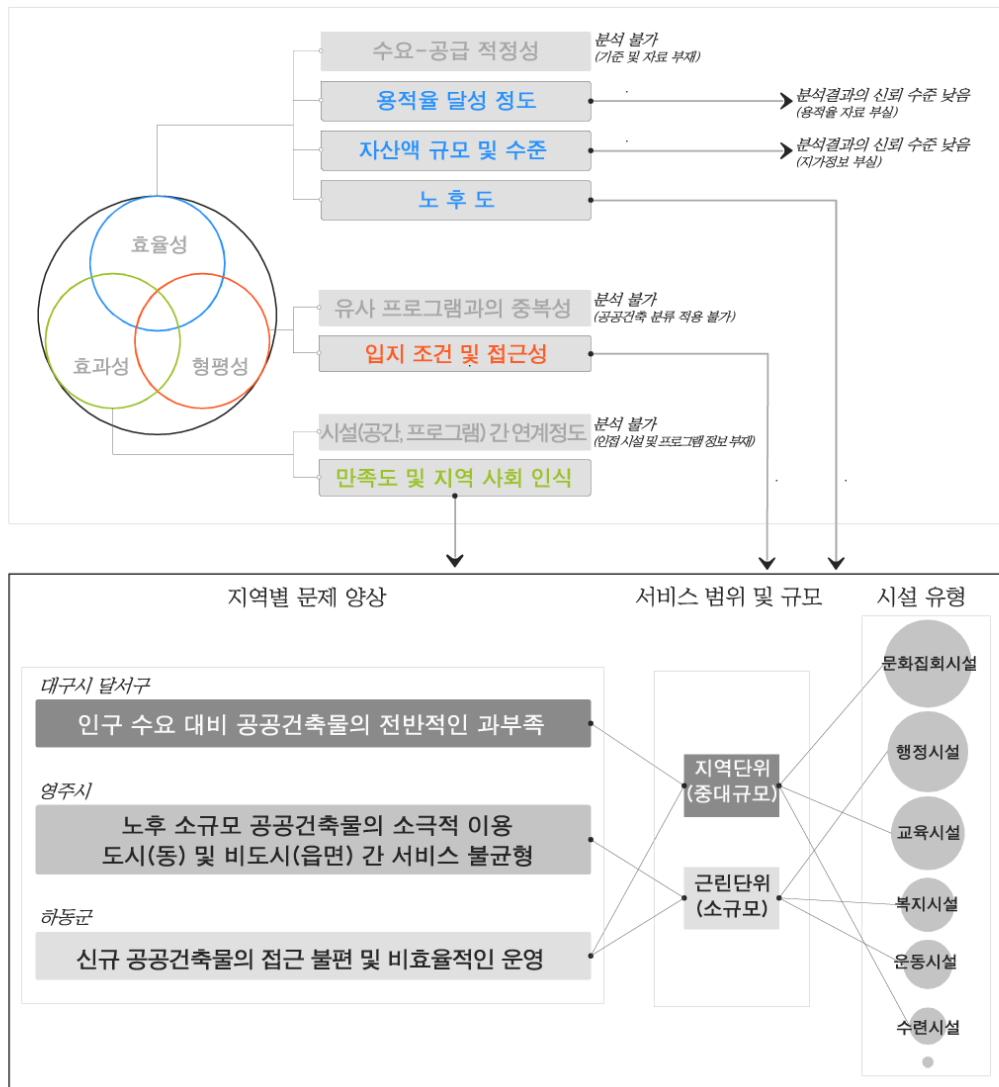 수요-공급 적정성
분석 불가
(기준 및 자료 부재)
용적율 달성 정도
분석결과의 신뢰 수준 낮음
(용적율 자료 부실)
자산액 규모 및 수준
분석결과의 신뢰 수준 낮음
(지가정보 부실)
노 후 도
효율성
효과성
형평성
유사 프로그램과의 중복성
분석 불가
(공공건축 분류 적용 불가)
입지 조건 및 접근성
시설(공간, 프로그램) 간 연계정도
분석 불가
(인접 시설 및 프로그램 정보 부재)
만족도 및 지역 사회 인식
지역별 문제 양상
서비스 범위 및 규모
시설 유형
대구시 달서구
인구 수요 대비 공공건축물의 전반적인 과부족
영주시
노후 소규모 공공건축물의 소극적 이용
도시(동) 및 비도시(읍면) 간 서비스 불균형
하동군
신규 공공건축물의 접근 불편 및 비효율적인 운영
지역단위
(중대규모)
근린단위
(소규모)
문화집회시설
행정시설
교육시설
복지시설
운동시설
수련시설